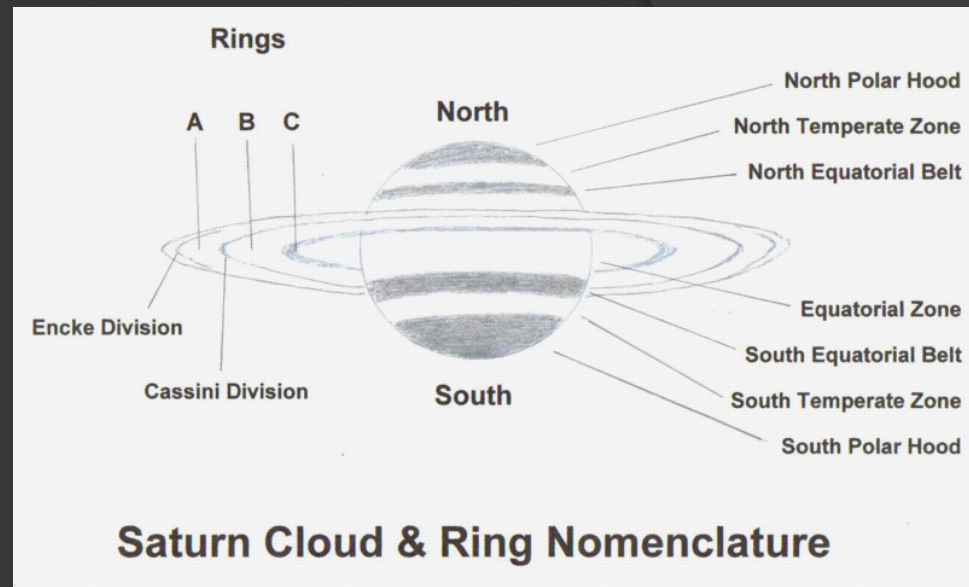 Rings
A B C
North
North Polar Hood
North Temperate Zone
North Equatorial Belt
Encke Division
Cassini Division
Equatorial Zone
South Equatorial Belt
South Temperate Zone
South Polar Hood
South
Saturn Cloud & Ring Nomenclature